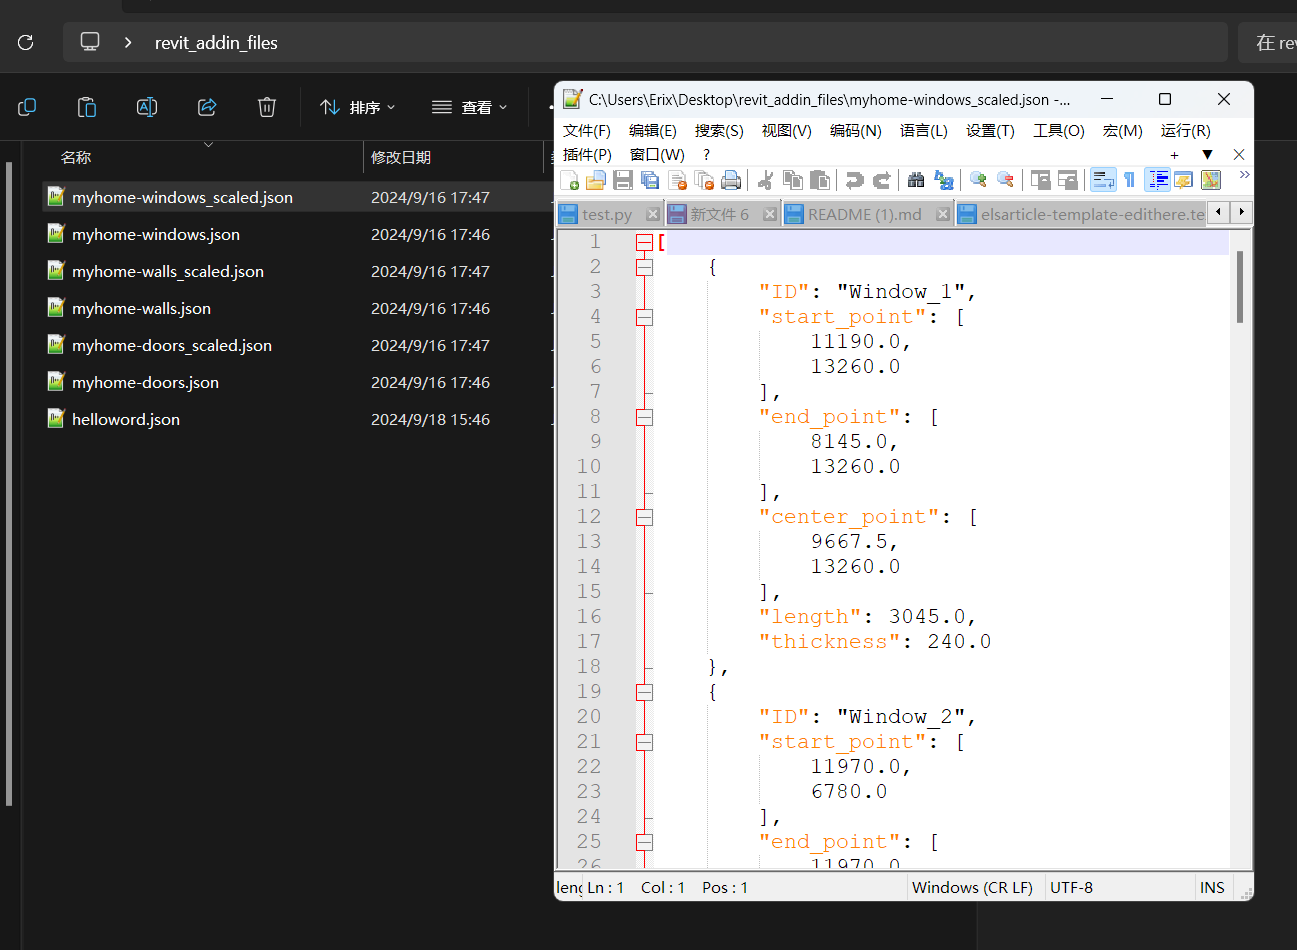 revit_addin_files
在 rev
排序
查看
名称
修改日期
myhome-windows_scaled.json 2024/9/16 17:47
myhome-windows.json 2024/9/16 17:46
myhome-walls_scaled.json 2024/9/16 17:47
myhome-walls.json 2024/9/16 17:46
myhome-doors_scaled.json 2024/9/16 17:47
myhome-doors.json 2024/9/16 17:46
helloword.json 2024/9/18 15:46
C:\Users\Erix\Desktop\revit_addin_files\myhome-windows_scaled.json -...
文件(F) 编辑(E) 搜索(S) 视图(V) 编码(N) 语言(L) 设置(T) 工具(O) 宏(M) 运行(R)
插件(P) 窗口(W) ?
test.py 新文件 6 README (1).md elsarticle-template-edithere.te
1 [
2 {
3 "ID": "Window_1",
4 "start_point": [
5 11190.0,
6 13260.0
7 ],
8 "end_point": [
9 8145.0,
10 13260.0
11 ],
12 "center_point": [
13 9667.5,
14 13260.0
15 ],
16 "length": 3045.0,
17 "thickness": 240.0
18 },
19 {
20 "ID": "Window_2",
21 "start_point": [
22 11970.0,
23 6780.0
24 ],
25 "end_point": [
26 11970.0
leng Ln : 1 Col : 1 Pos : 1 Windows (CR LF) UTF-8 INS